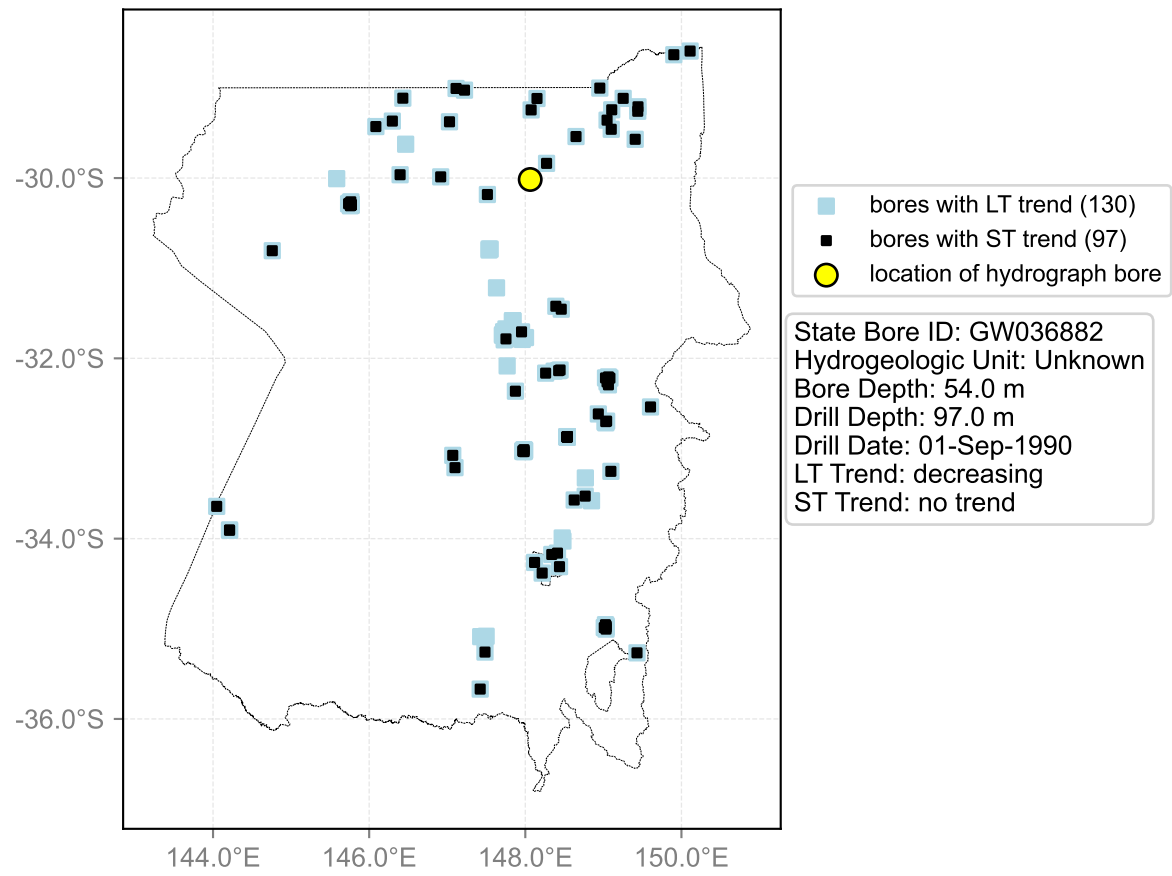 -30.0°S
-32.0°S
-34.0°S
-36.0°S
144.0°E
146.0°E
148.0°E
150.0°E
bores with LT trend (130)
bores with ST trend (97)
location of hydrograph bore
State Bore ID: GW036882
Hydrogeologic Unit: Unknown
Bore Depth: 54.0 m
Drill Depth: 97.0 m
Drill Date: 01-Sep-1990
LT Trend: decreasing
ST Trend: no trend